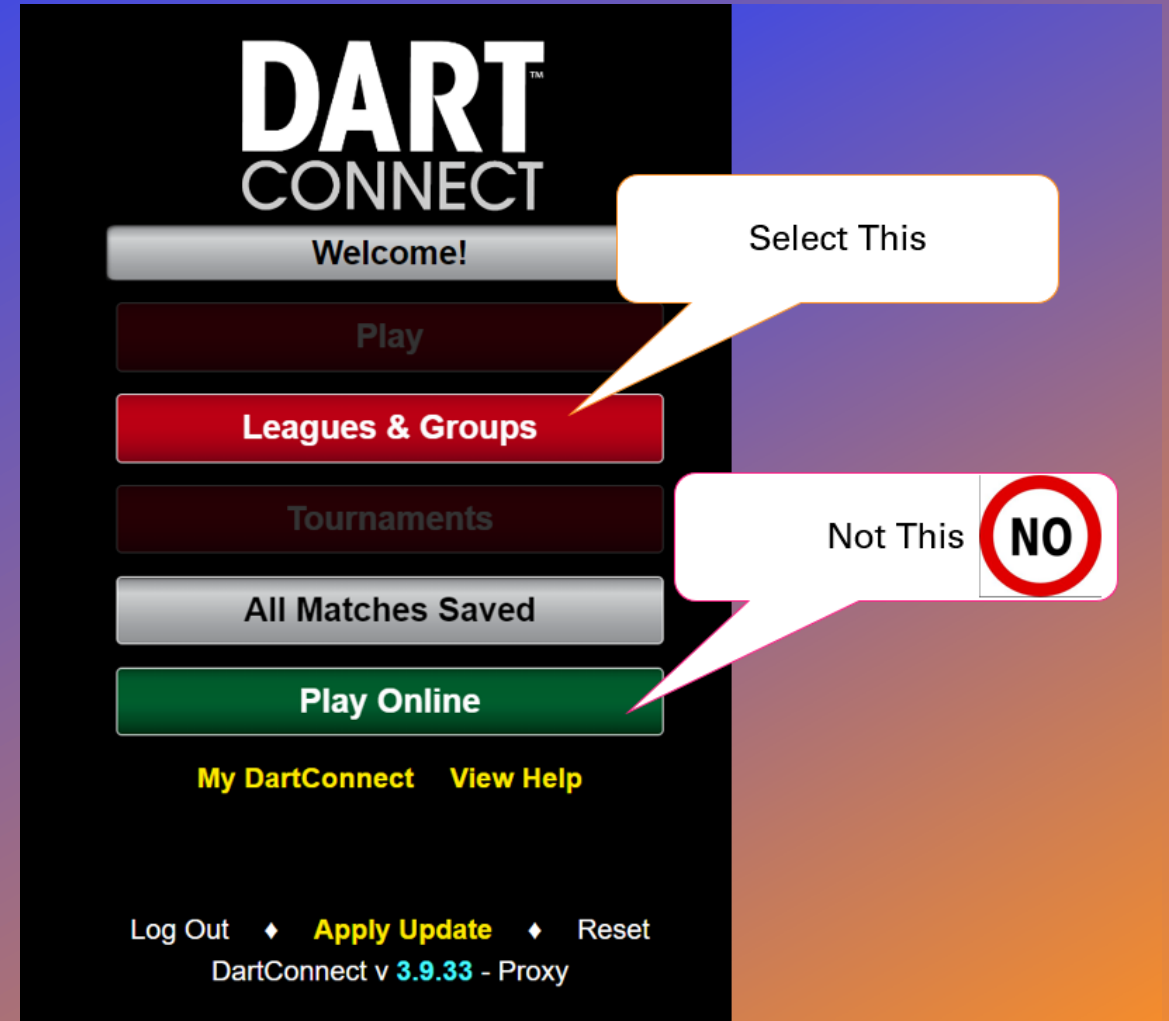 DART™
CONNECT
Welcome!
Select This
Play
Leagues & Groups
Tournaments
Not This NO
All Matches Saved
Play Online
My DartConnect View Help
Log Out ♦ Apply Update ♦ Reset
DartConnect v 3.9.33 - Proxy